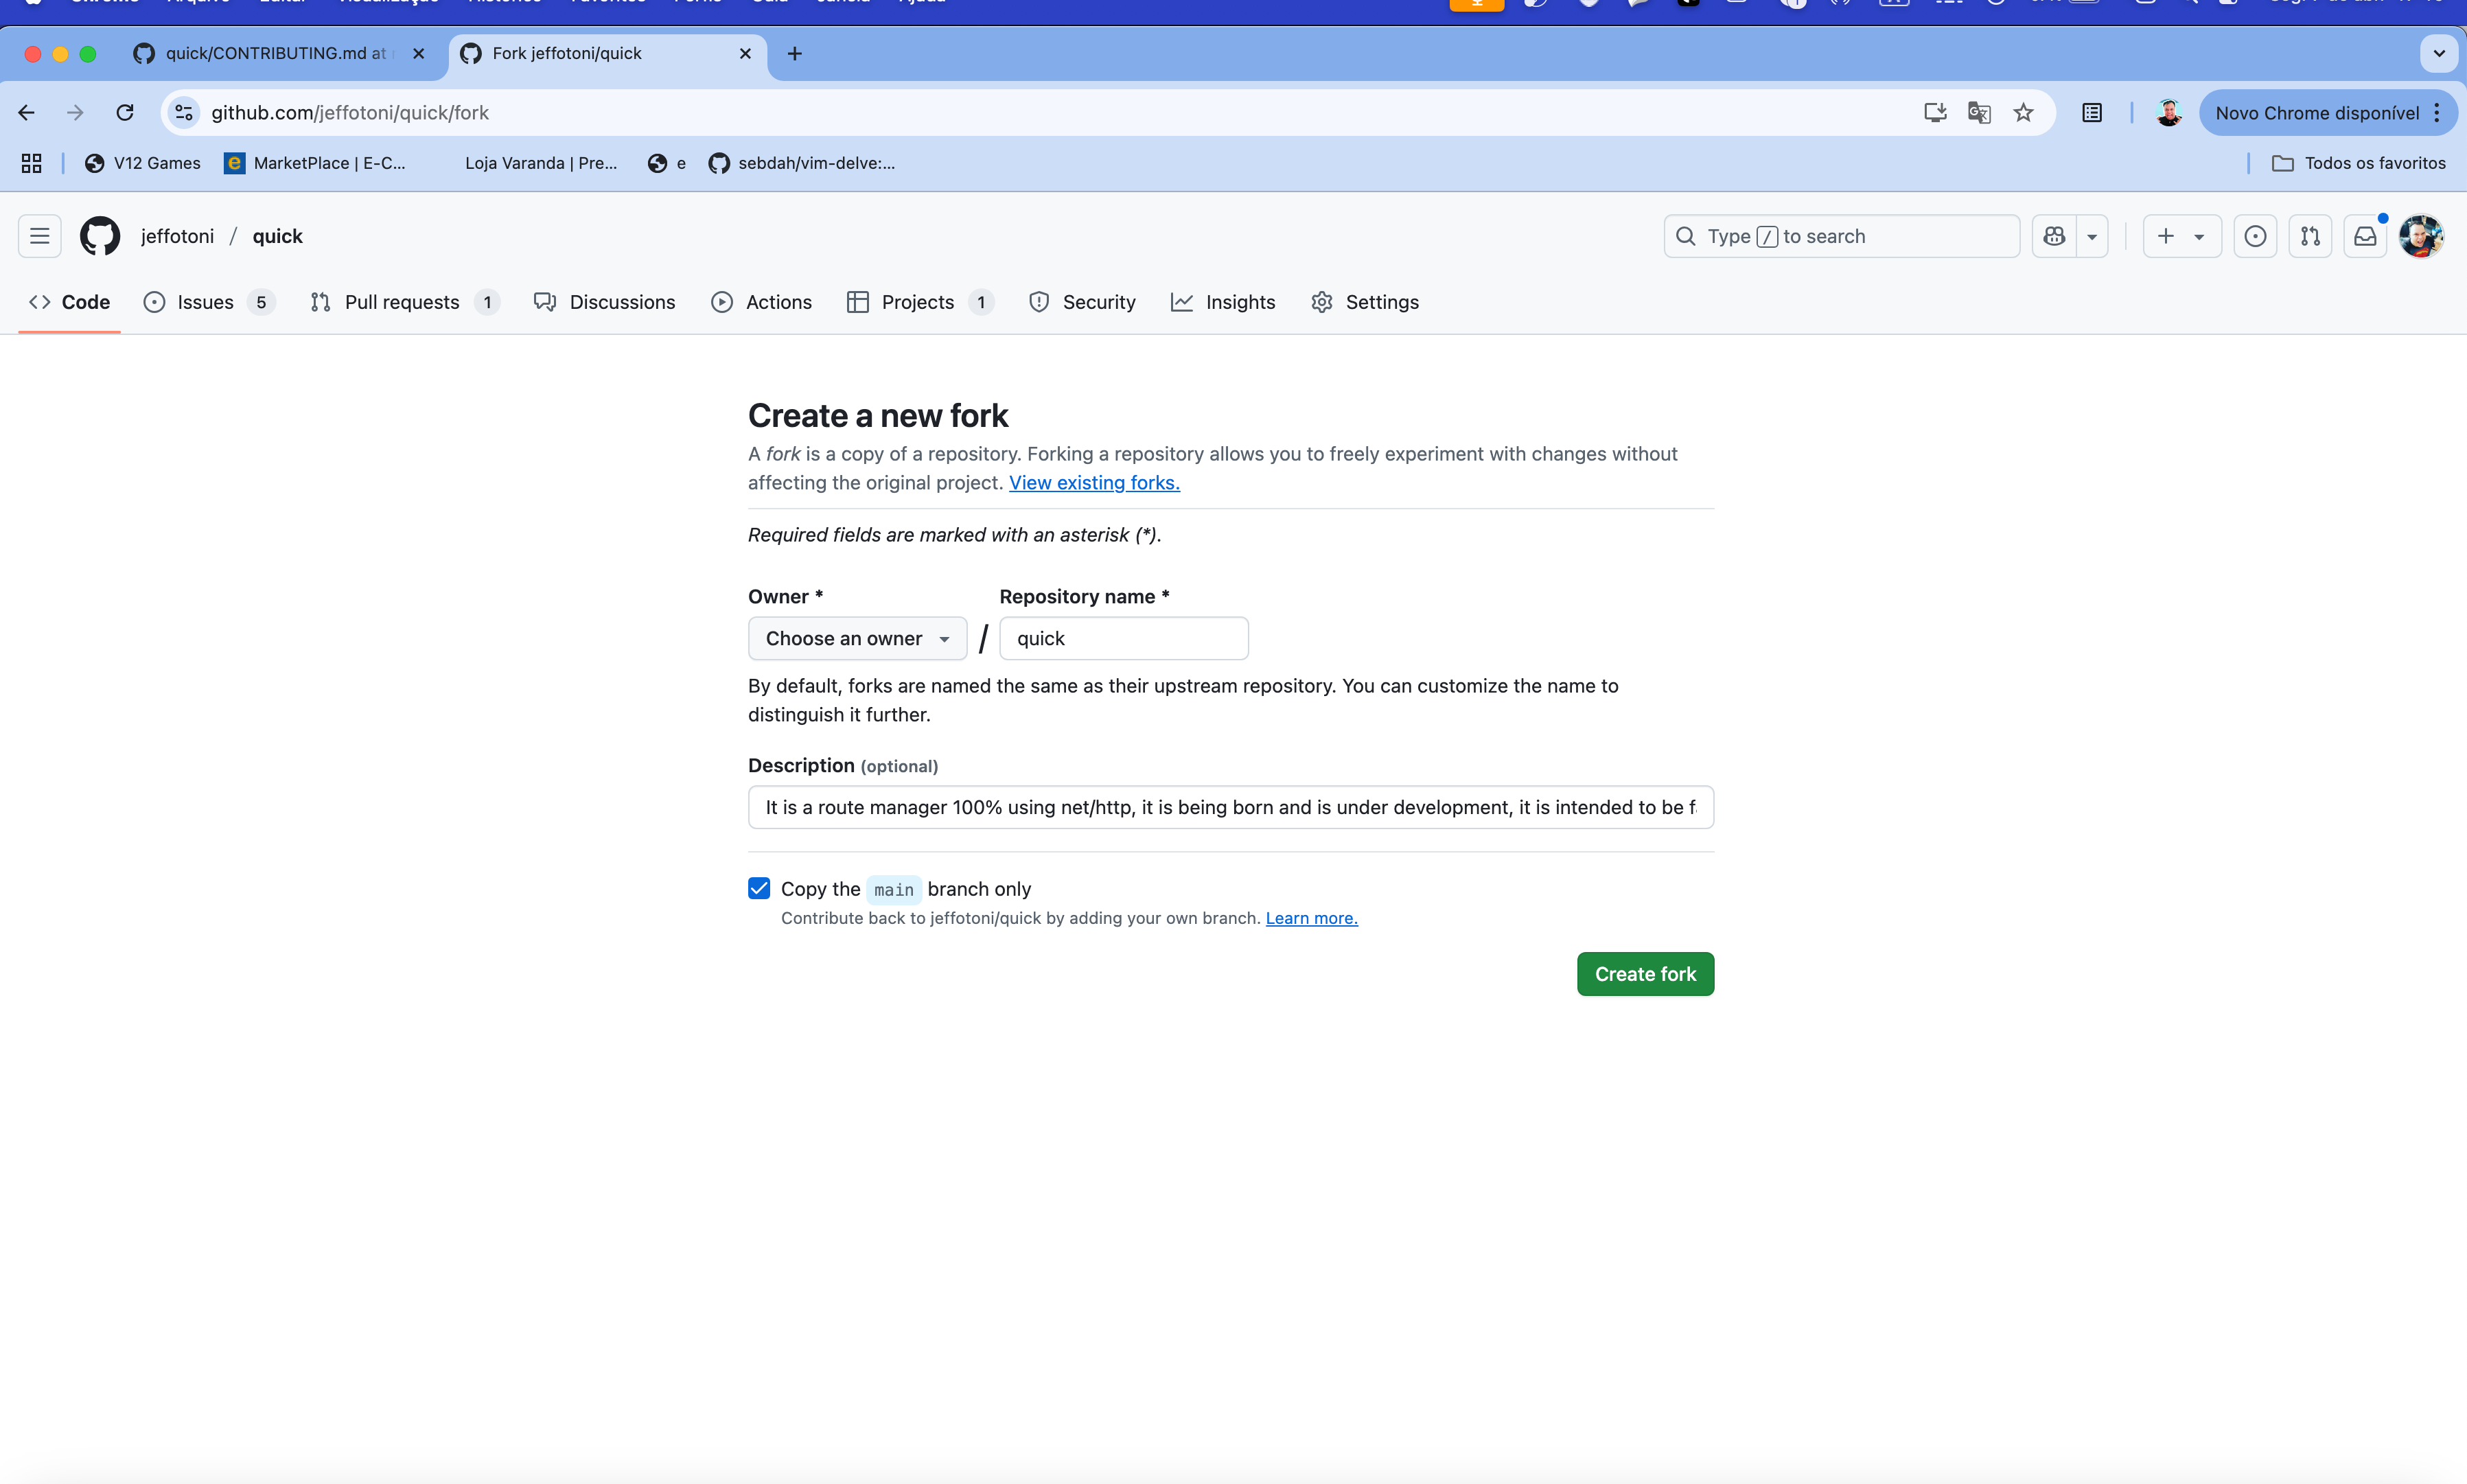 quick/CONTRIBUTING.md at
Fork jeffotoni/quick
github.com/jeffotoni/quick/fork
Novo Chrome disponível
V12 Games
MarketPlace | E-C...
Loja Varanda | Pre...
e
sebdah/vim-delve:...
Todos os favoritos
jeffotoni / quick
Type / to search
Code
Issues 5
Pull requests 1
Discussions
Actions
Projects 1
Security
Insights
Settings
Create a new fork
A fork is a copy of a repository. Forking a repository allows you to freely experiment with changes without
affecting the original project. View existing forks.
Required fields are marked with an asterisk (*).
Owner *
Repository name *
Choose an owner
/
quick
By default, forks are named the same as their upstream repository. You can customize the name to
distinguish it further.
Description (optional)
It is a route manager 100% using net/http, it is being born and is under development, it is intended to be f
Copy the main branch only
Contribute back to jeffotoni/quick by adding your own branch. Learn more.
Create fork